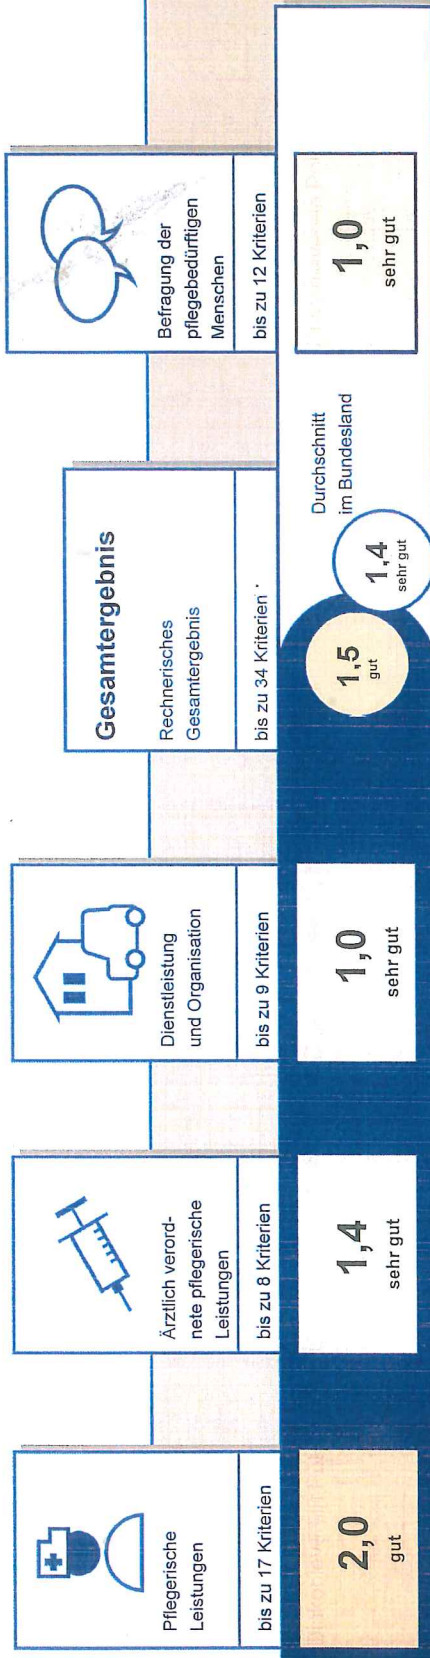 Pflegerische
Leistungen
bis zu 17 Kriterien
2,0
gut
Ärztlich verord-
nete pflegerische
Leistungen
bis zu 8 Kriterien
1,4
sehr gut
Dienstleistung
und Organisation
bis zu 9 Kriterien
1,0
sehr gut
Gesamtergebnis
Rechnerisches
Gesamtergebnis
bis zu 34 Kriterien *
1,5
gut
Durchschnitt
im Bundesland
1,4
sehr gut
Befragung der
pflegebedürftigen
Menschen
bis zu 12 Kriterien
1,0
sehr gut